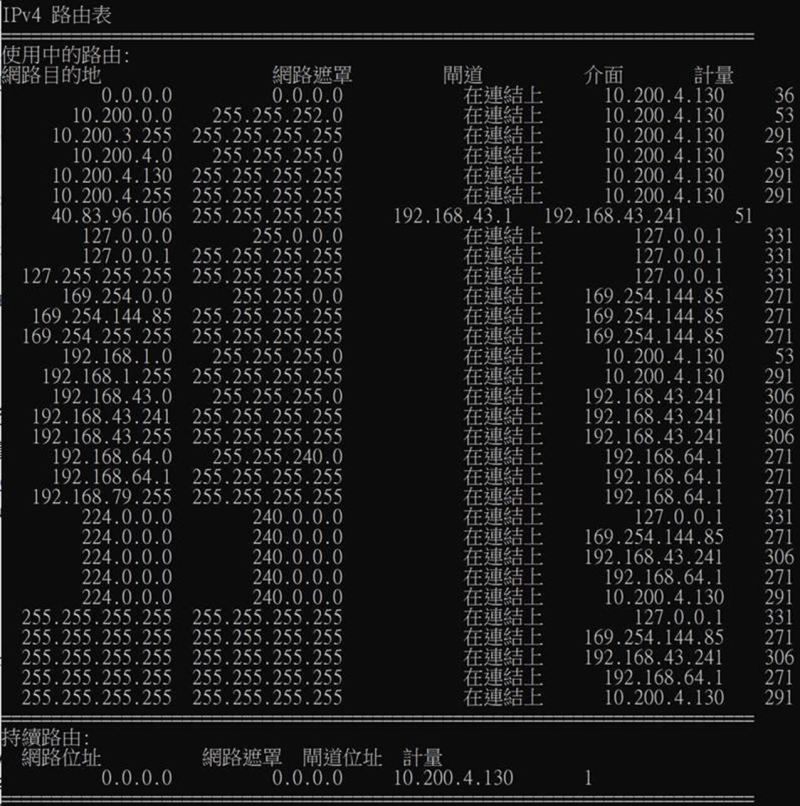 IPv4 路由表
===========================================================================
使用中的路由:
網路目的地 網路遮罩 閘道 介面 計量
0.0.0.0 0.0.0.0 在連結上 10.200.4.130 36
10.200.0.0 255.255.252.0 在連結上 10.200.4.130 53
10.200.3.255 255.255.255.255 在連結上 10.200.4.130 291
10.200.4.0 255.255.255.0 在連結上 10.200.4.130 53
10.200.4.130 255.255.255.255 在連結上 10.200.4.130 291
10.200.4.255 255.255.255.255 在連結上 10.200.4.130 291
40.83.96.106 255.255.255.255 192.168.43.1 192.168.43.241 51
127.0.0.0 255.0.0.0 在連結上 127.0.0.1 331
127.0.0.1 255.255.255.255 在連結上 127.0.0.1 331
127.255.255.255 255.255.255.255 在連結上 127.0.0.1 331
169.254.0.0 255.255.0.0 在連結上 169.254.144.85 271
169.254.144.85 255.255.255.255 在連結上 169.254.144.85 271
169.254.255.255 255.255.255.255 在連結上 169.254.144.85 271
192.168.1.0 255.255.255.0 在連結上 10.200.4.130 53
192.168.1.255 255.255.255.255 在連結上 10.200.4.130 291
192.168.43.0 255.255.255.0 在連結上 192.168.43.241 306
192.168.43.241 255.255.255.255 在連結上 192.168.43.241 306
192.168.43.255 255.255.255.255 在連結上 192.168.43.241 306
192.168.64.0 255.255.240.0 在連結上 192.168.64.1 271
192.168.64.1 255.255.255.255 在連結上 192.168.64.1 271
192.168.79.255 255.255.255.255 在連結上 192.168.64.1 271
224.0.0.0 240.0.0.0 在連結上 127.0.0.1 331
224.0.0.0 240.0.0.0 在連結上 169.254.144.85 271
224.0.0.0 240.0.0.0 在連結上 192.168.43.241 306
224.0.0.0 240.0.0.0 在連結上 192.168.64.1 271
224.0.0.0 240.0.0.0 在連結上 10.200.4.130 291
255.255.255.255 255.255.255.255 在連結上 127.0.0.1 331
255.255.255.255 255.255.255.255 在連結上 169.254.144.85 271
255.255.255.255 255.255.255.255 在連結上 192.168.43.241 306
255.255.255.255 255.255.255.255 在連結上 192.168.64.1 271
255.255.255.255 255.255.255.255 在連結上 10.200.4.130 291
===========================================================================
持續路由:
網路位址 網路遮罩 閘道位址 計量
0.0.0.0 0.0.0.0 10.200.4.130 1
===========================================================================